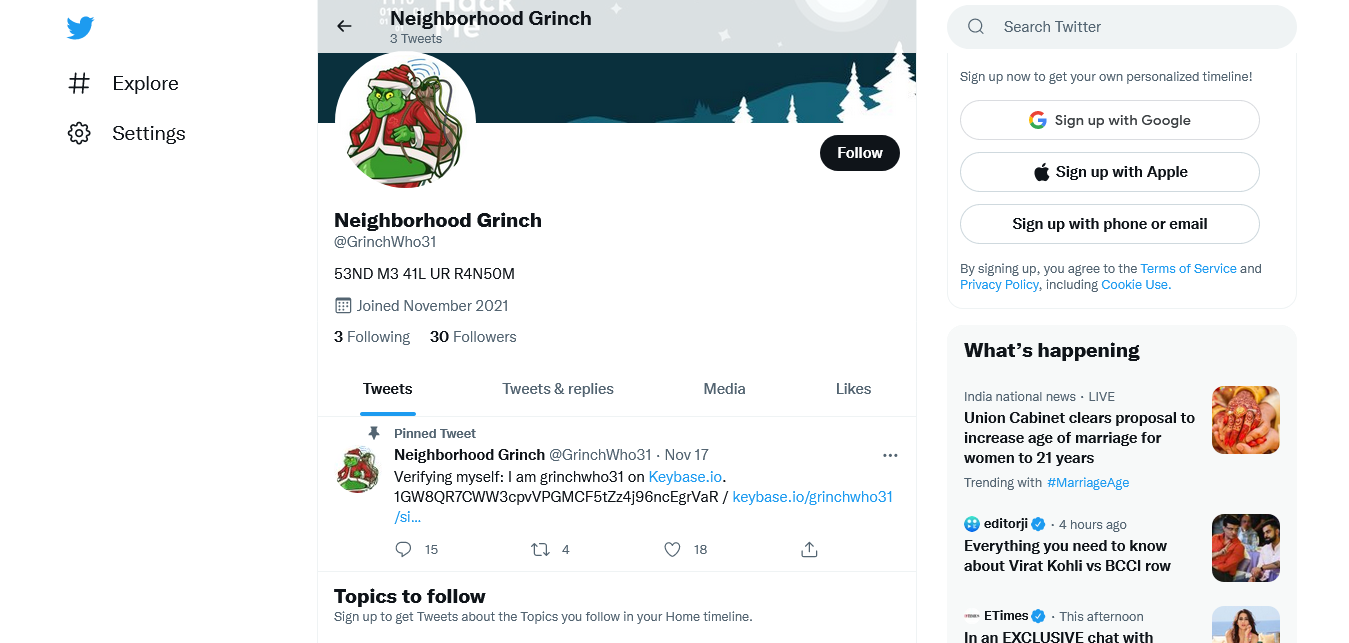 Hack
Me
Neighborhood Grinch
3 Tweets
Explore
Settings
Follow
Neighborhood Grinch
@GrinchWho31
53ND M3 41L UR R4N50M
Joined November 2021
3 Following 30 Followers
Tweets Tweets & replies Media Likes
Pinned Tweet
Neighborhood Grinch @GrinchWho31 · Nov 17
Verifying myself: I am grinchwho31 on Keybase.io.
1GW8QR7CWW3cpvVPGMCF5tZz4j96ncEgrVaR / keybase.io/grinchwho31
/si...
15 4 18
Topics to follow
Sign up to get Tweets about the Topics you follow in your Home timeline.
Search Twitter
Sign up now to get your own personalized timeline!
Sign up with Google
Sign up with Apple
Sign up with phone or email
By signing up, you agree to the Terms of Service and
Privacy Policy, including Cookie Use.
What's happening
India national news · LIVE
Union Cabinet clears proposal to
increase age of marriage for
women to 21 years
Trending with #MarriageAge
editorji · 4 hours ago
Everything you need to know
about Virat Kohli vs BCCI row
ETimes · This afternoon
In an EXCLUSIVE chat with